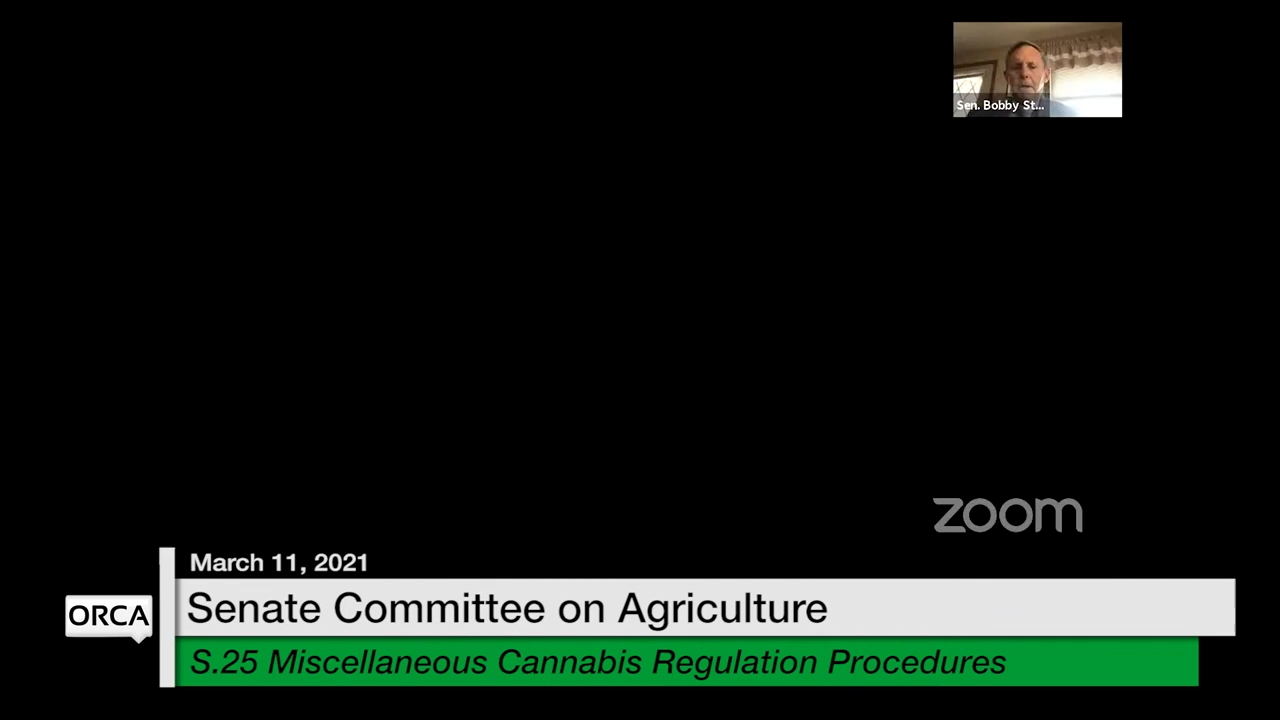 Sen. Bobby St...
zoom
March 11, 2021
Senate Committee on Agriculture
ORCA
S.25 Miscellaneous Cannabis Regulation Procedures